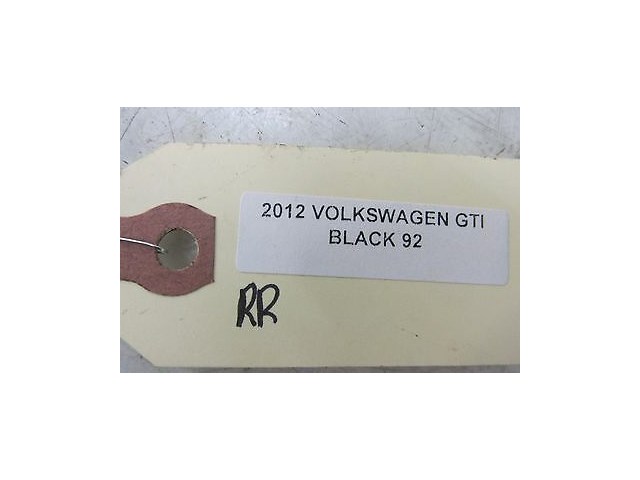 2012 VOLKSWAGEN GTI
BLACK 92
RR